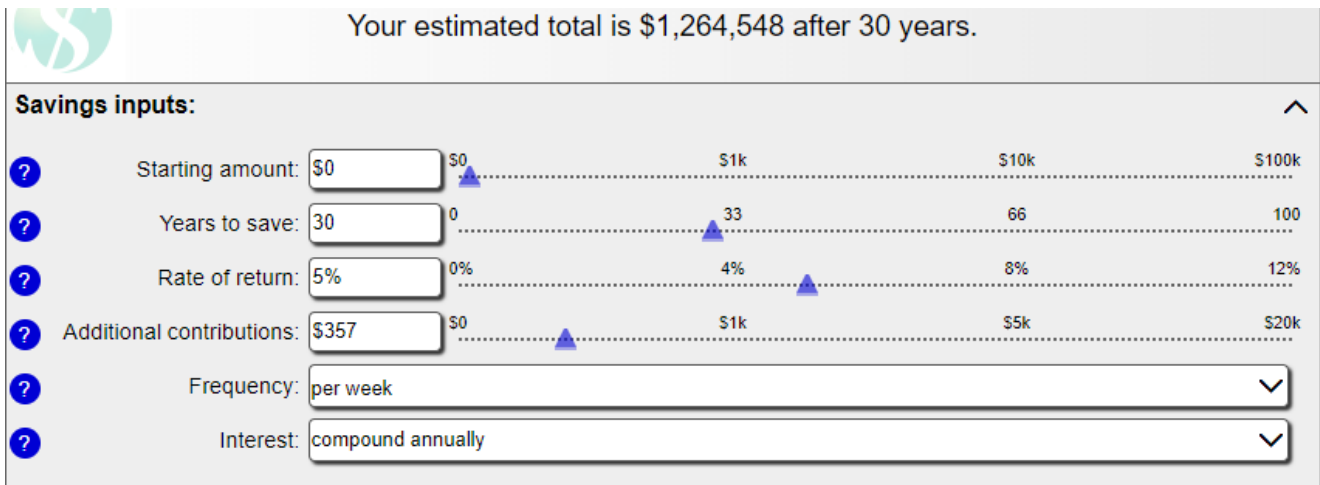 Your estimated total is $1,264,548 after 30 years.
Savings inputs:
? Starting amount: $0 $0 $1k $10k $100k
? Years to save: 30 0 33 66 100
? Rate of return: 5% 0% 4% 8% 12%
? Additional contributions: $357 $0 $1k $5k $20k
? Frequency: per week
? Interest: compound annually